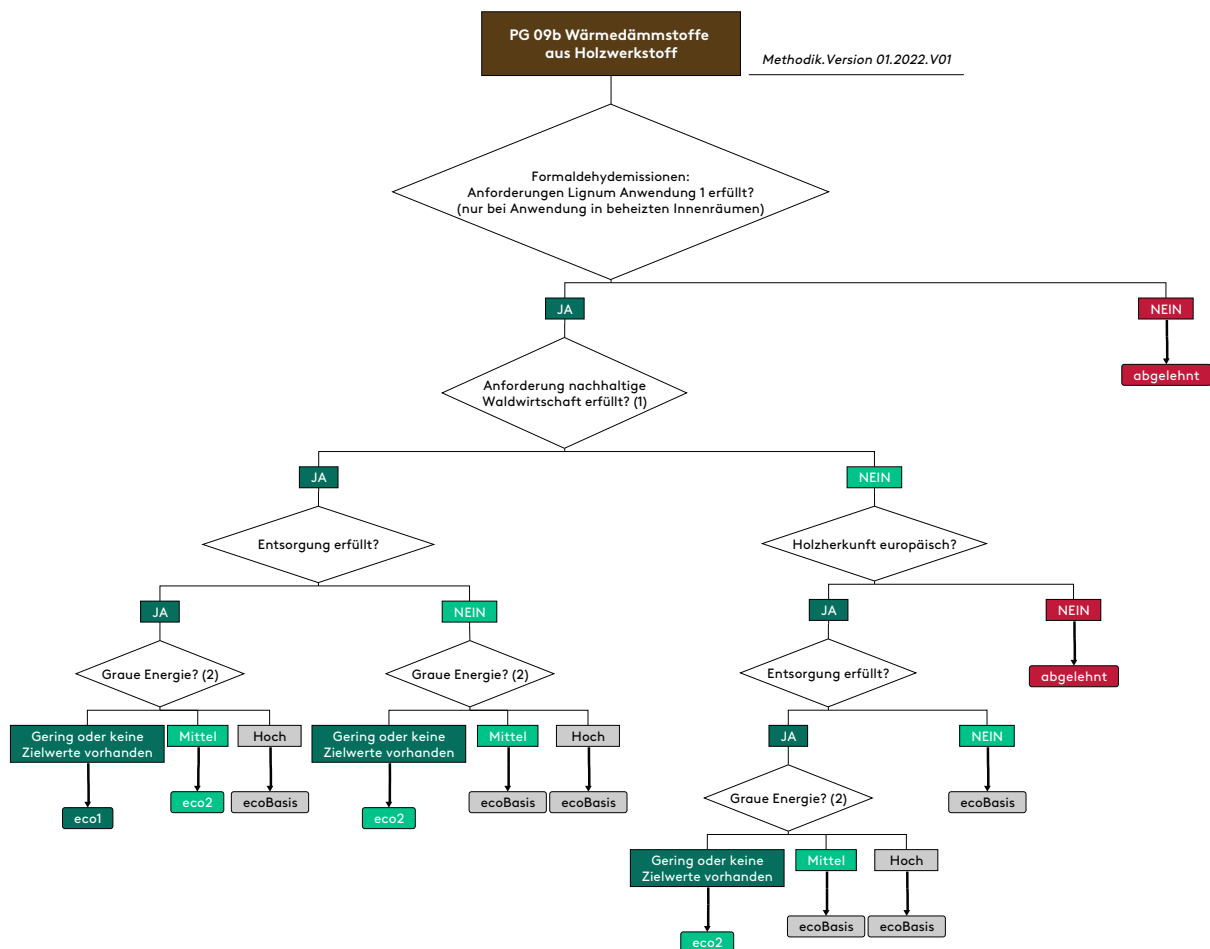 PG 09b Wärmedämmstoffe
aus Holzwerkstoff
Methodik.Version 01.2022.V01
Formaldehydemissionen:
Anforderungen Lignum Anwendung 1 erfüllt?
(nur bei Anwendung in beheizten Innenräumen)
JA
NEIN
abgelehnt
Anforderung nachhaltige
Waldwirtschaft erfüllt? (1)
JA
NEIN
Entsorgung erfüllt?
Holzherkunft europäisch?
JA
NEIN
JA
NEIN
Graue Energie? (2)
Graue Energie? (2)
Entsorgung erfüllt?
abgelehnt
Gering oder keine
Zielwerte vorhanden
Mittel
Hoch
Gering oder keine
Zielwerte vorhanden
Mittel
Hoch
JA
NEIN
eco1
eco2
ecoBasis
eco2
ecoBasis
ecoBasis
Graue Energie? (2)
ecoBasis
Gering oder keine
Zielwerte vorhanden
Mittel
Hoch
eco2
ecoBasis
ecoBasis